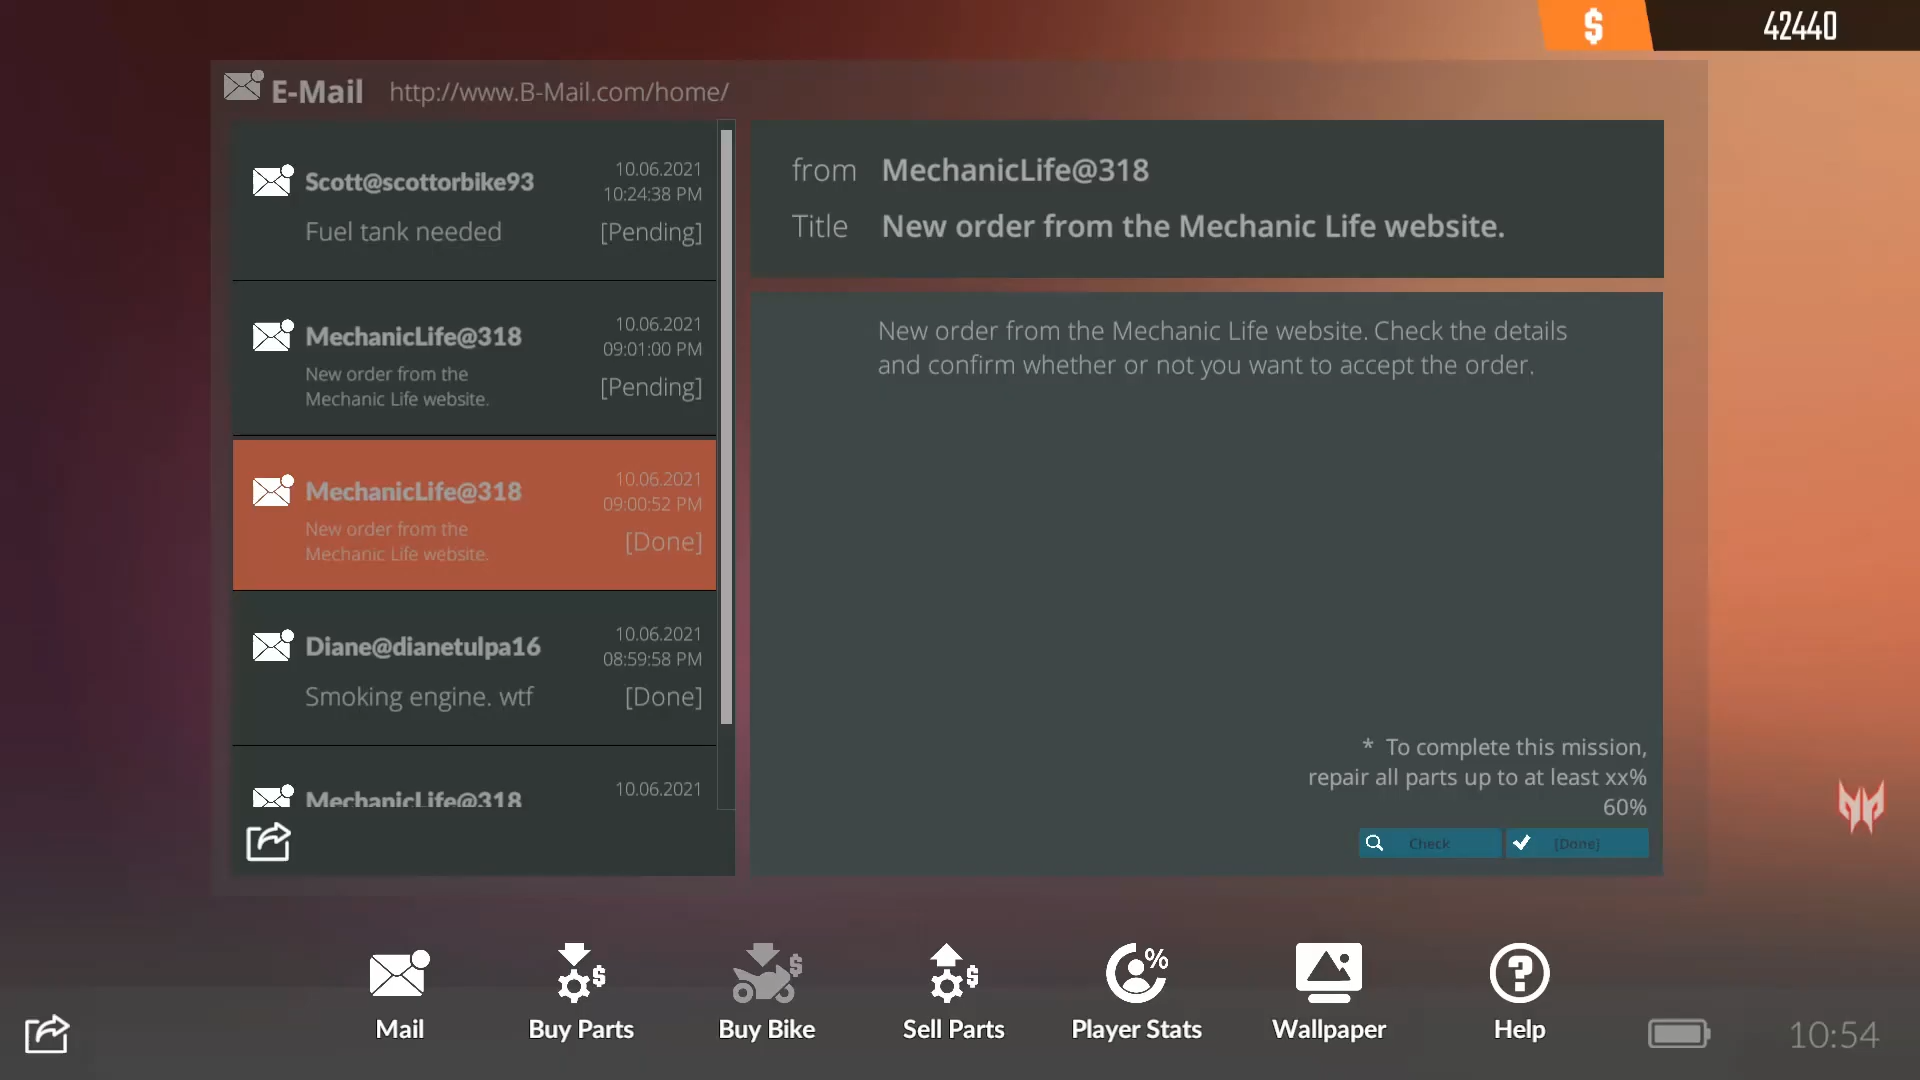 $ 42440
E-Mail http://www.B-Mail.com/home/
Scott@scottorbike93 10.06.2021
10:24:38 PM
Fuel tank needed [Pending]
MechanicLife@318 10.06.2021
09:01:00 PM
New order from the
Mechanic Life website. [Pending]
MechanicLife@318 10.06.2021
09:00:52 PM
New order from the
Mechanic Life website. [Done]
Diane@dianetulpa16 10.06.2021
08:59:58 PM
Smoking engine. wtf [Done]
MechanicLife@318 10.06.2021
from MechanicLife@318
Title New order from the Mechanic Life website.
New order from the Mechanic Life website. Check the details
and confirm whether or not you want to accept the order.
* To complete this mission,
repair all parts up to at least xx%
60%
Check [Done]
Mail Buy Parts Buy Bike Sell Parts Player Stats Wallpaper Help
10:54